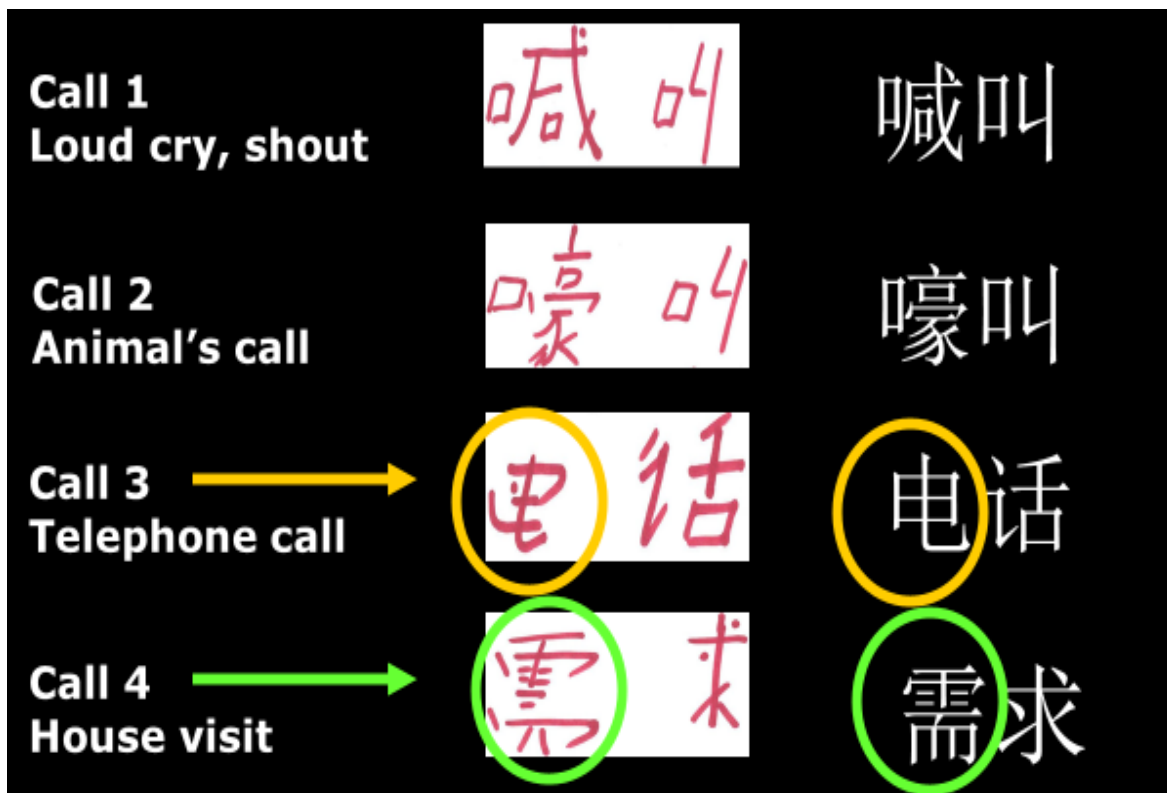 Call 1
Loud cry, shout
喊 叫
喊叫
Call 2
Animal's call
嚎 叫
嚎叫
Call 3
Telephone call
电 话
电话
Call 4
House visit
需 求
需求